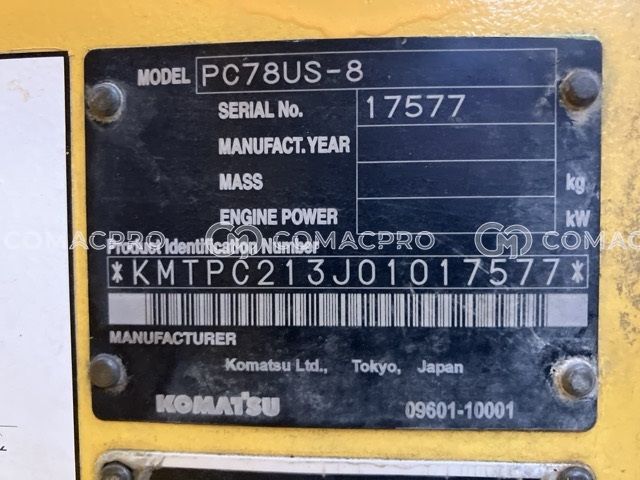 MODEL PC78US-8
SERIAL No. 17577
MANUFACT. YEAR
MASS kg
ENGINE POWER kW
COMACPRO COMACPRO COMACPRO
Product Identification Number
*KMTPC213J01017577*
MANUFACTURER
Komatsu Ltd., Tokyo, Japan
KOMATSU 09601-10001